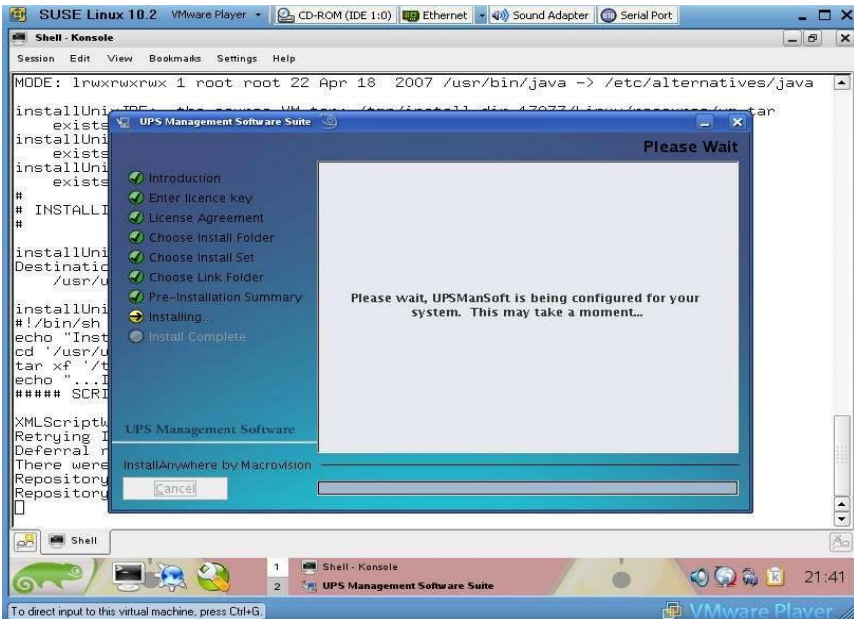 SUSE Linux 10.2 VMware Player CD-ROM (IDE 1:0) Ethernet Sound Adapter Serial Port
Shell - Konsole
Session Edit View Bookmarks Settings Help
MODE: lrwxrwxrwx 1 root root 22 Apr 18 2007 /usr/bin/java -> /etc/alternatives/java
installUnix
exists
installUni
exists
installUni
exists
#
# INSTALLI
#
installUni
Destinatio
/usr/u
installUni
#!/bin/sh
echo "Inst
cd '/usr/u
tar xf '/t
echo "...I
##### SCRI
XMLScriptW
Retrying I
Deferral r
There were
Repository
Repository
UPS Management Software Suite
Please Wait
Introduction
Enter licence key
License Agreement
Choose Install Folder
Choose Install Set
Choose Link Folder
Pre-Installation Summary
Installing...
Install Complete
Please wait, UPSManSoft is being configured for your
system. This may take a moment...
UPS Management Software
InstallAnywhere by Macrovision
Cancel
Shell
1 Shell - Konsole
2 UPS Management Software Suite
21:41
To direct input to this virtual machine, press Ctrl+G.
VMware Player